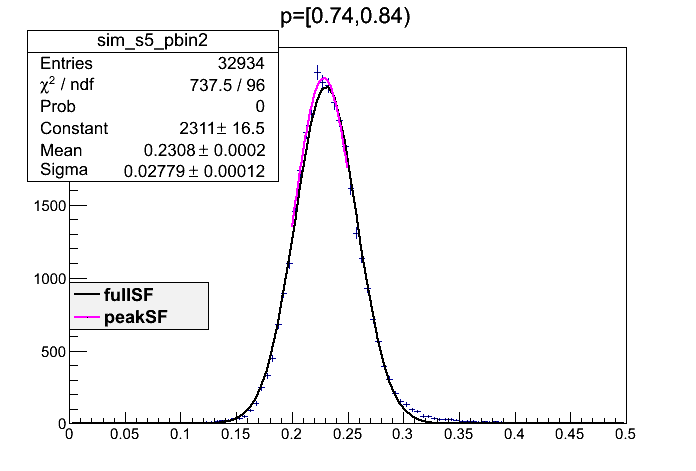 p=[0.74,0.84)
sim_s5_pbin2
Entries 32934
χ² / ndf 737.5 / 96
Prob 0
Constant 2311± 16.5
Mean 0.2308 ± 0.0002
Sigma 0.02779 ± 0.00012
1500
1000
fullSF
peakSF
500
0
0 0.05 0.1 0.15 0.2 0.25 0.3 0.35 0.4 0.45 0.5